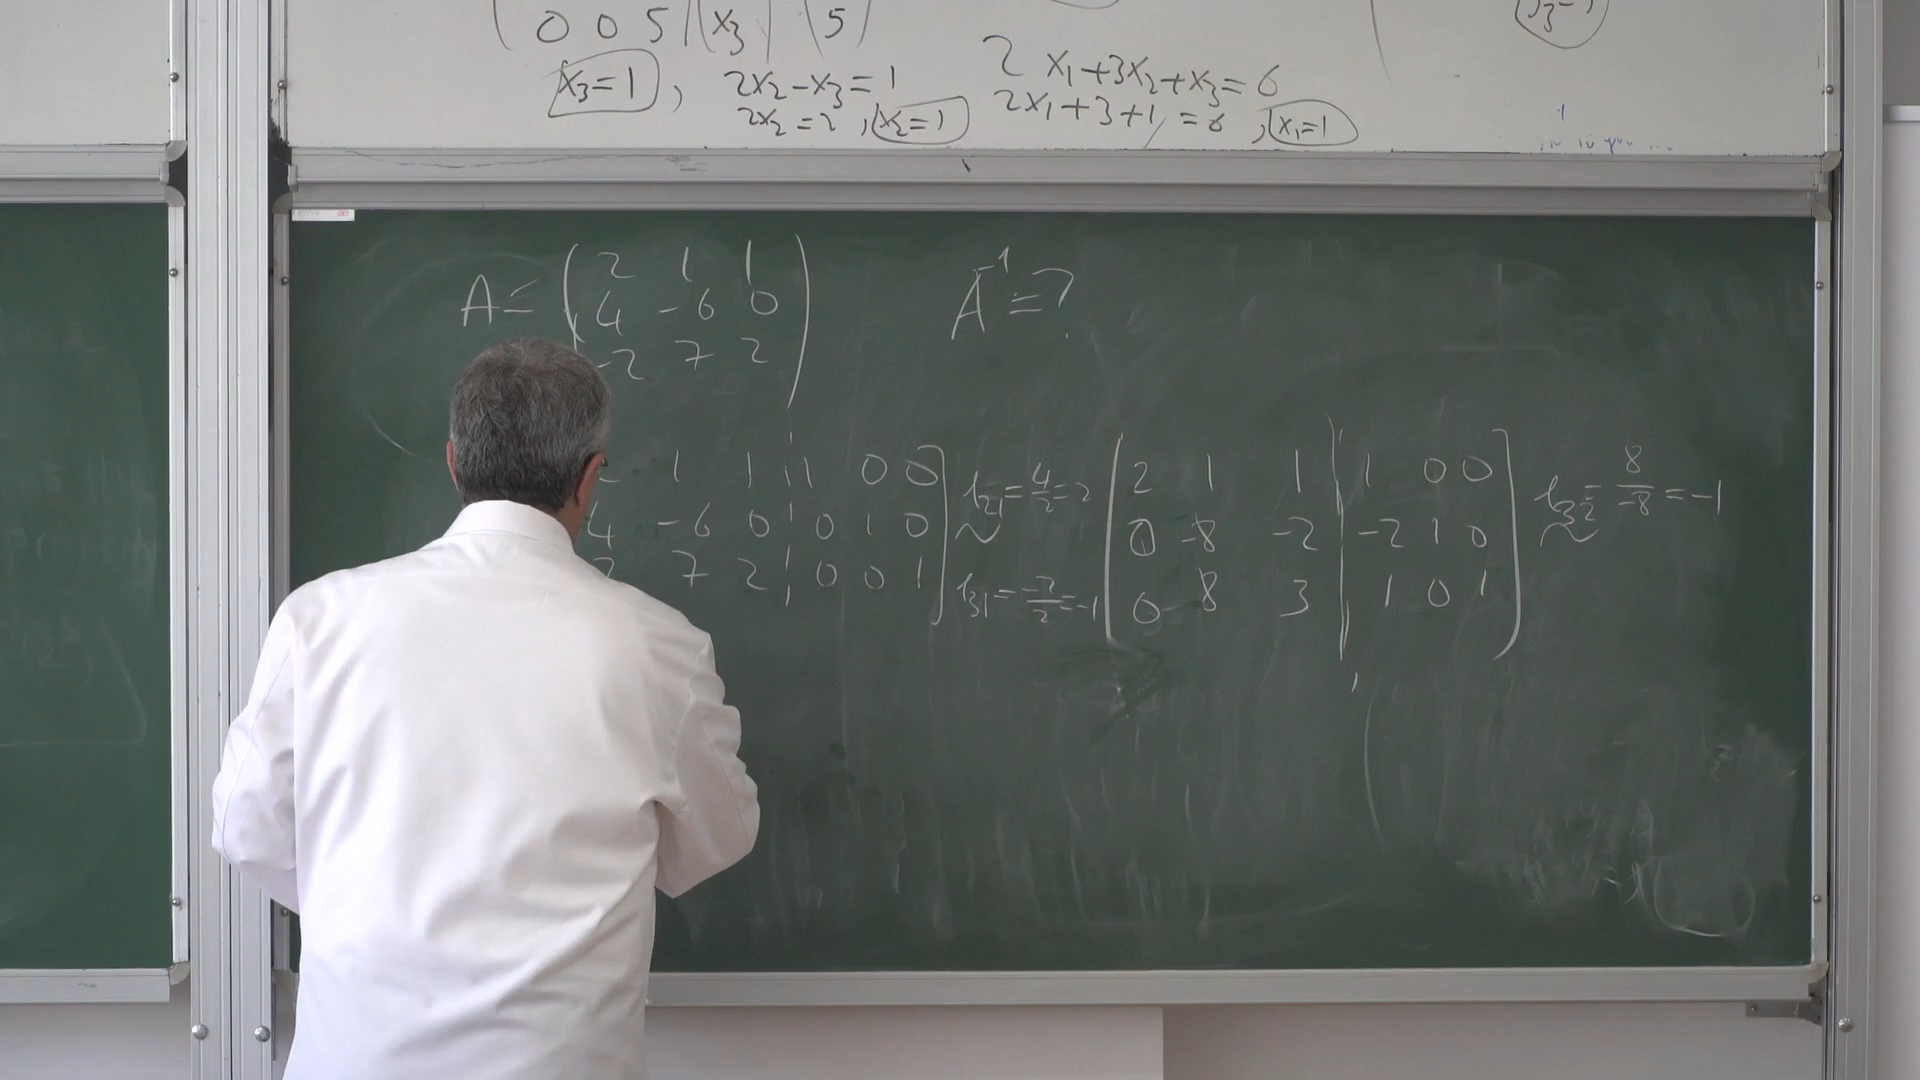 0 0 5 x3 5
x3=1 , 2x2-x3=1 2x1+3x2+x3=6
2x2=2 , x2=1 2x1+3+1=6 , x1=1
A= ( 2 1 1 A^-1=?
4 -6 0
-2 7 2 )
1 1 | 1 0 0 ] l21=4/2=2 [ 2 1 1 | 1 0 0 ] l32=8/-8=-1
4 -6 0 | 0 1 0 ~ 0 -8 -2 | -2 1 0 ~
7 2 | 0 0 1 l31=-2/2=-1 0 8 3 | 1 0 1